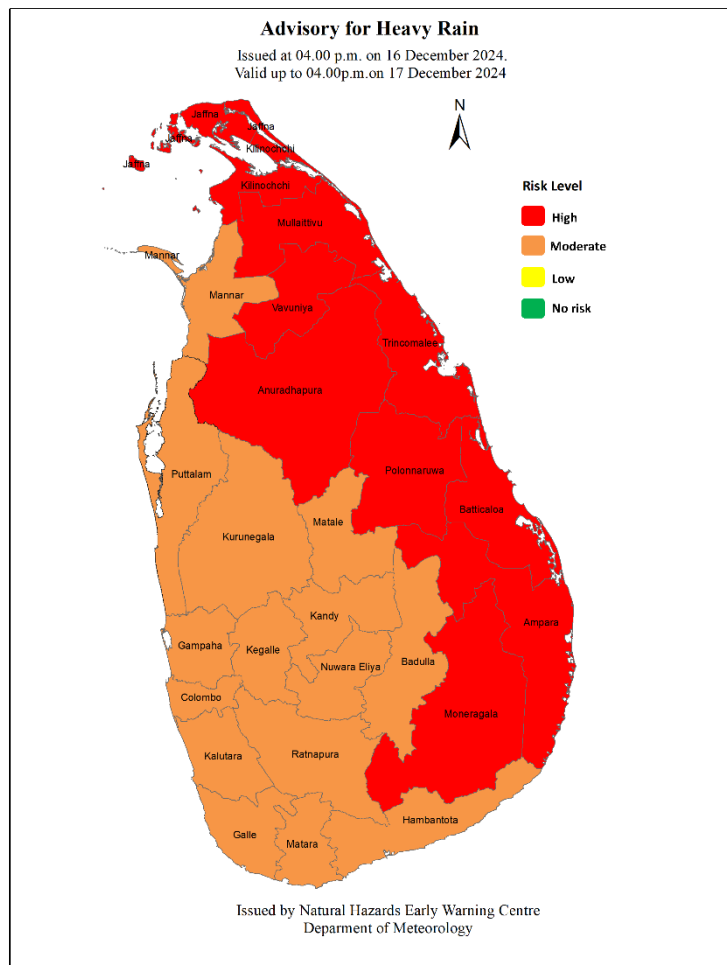 Advisory for Heavy Rain
Issued at 04.00 p.m. on 16 December 2024.
Valid up to 04.00p.m.on 17 December 2024
N
Jaffna
Jaffna
Jaffna
Kilinochchi
Jaffna
Kilinochchi
Mullaittivu
Mannar
Mannar
Vavuniya
Trincomalee
Anuradhapura
Puttalam
Polonnaruwa
Batticaloa
Matale
Kurunegala
Kandy
Ampara
Gampaha
Kegalle
Nuwara Eliya
Badulla
Colombo
Moneragala
Kalutara
Ratnapura
Hambantota
Galle
Matara
Risk Level
High
Moderate
Low
No risk
Issued by Natural Hazards Early Warning Centre
Deparment of Meteorology